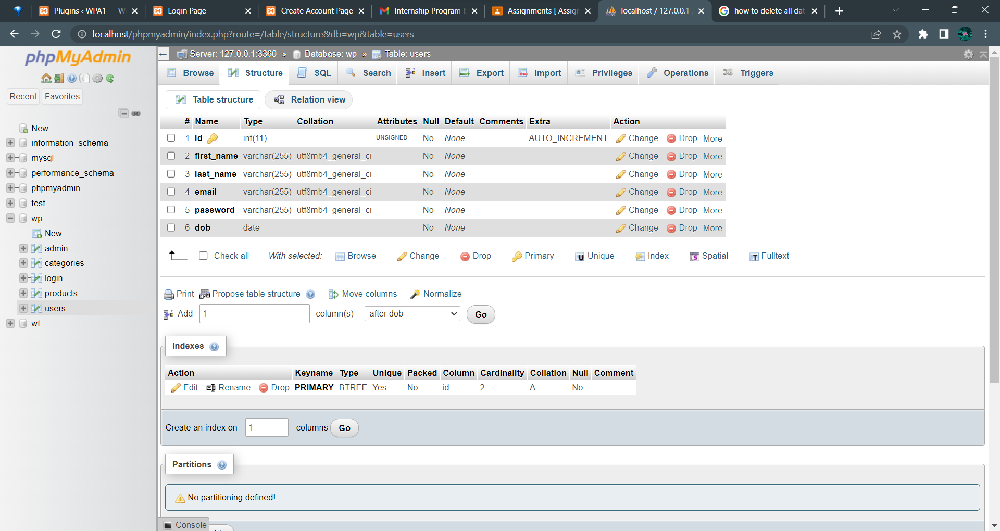 Plugins ‹ WPA1 — W
Login Page
Create Account Page
Internship Program
Assignments [ Assig
localhost / 127.0.0.1
how to delete all dat
localhost/phpmyadmin/index.php?route=/table/structure&db=wp&table=users
phpMyAdmin
Recent
Favorites
New
information_schema
mysql
performance_schema
phpmyadmin
test
wp
New
admin
categories
login
products
users
wt
Server: 127.0.0.1:3360 » Database: wp » Table: users
Browse Structure SQL Search Insert Export Import Privileges Operations Triggers
Table structure Relation view
# Name Type Collation Attributes Null Default Comments Extra Action
1 id int(11) UNSIGNED No None AUTO_INCREMENT Change Drop More
2 first_name varchar(255) utf8mb4_general_ci No None Change Drop More
3 last_name varchar(255) utf8mb4_general_ci No None Change Drop More
4 email varchar(255) utf8mb4_general_ci No None Change Drop More
5 password varchar(255) utf8mb4_general_ci No None Change Drop More
6 dob date No None Change Drop More
Check all With selected: Browse Change Drop Primary Unique Index Spatial Fulltext
Print Propose table structure Move columns Normalize
Add 1 column(s) after dob Go
Indexes
Action Keyname Type Unique Packed Column Cardinality Collation Null Comment
Edit Rename Drop PRIMARY BTREE Yes No id 2 A No
Create an index on 1 columns Go
Partitions
No partitioning defined!
Console